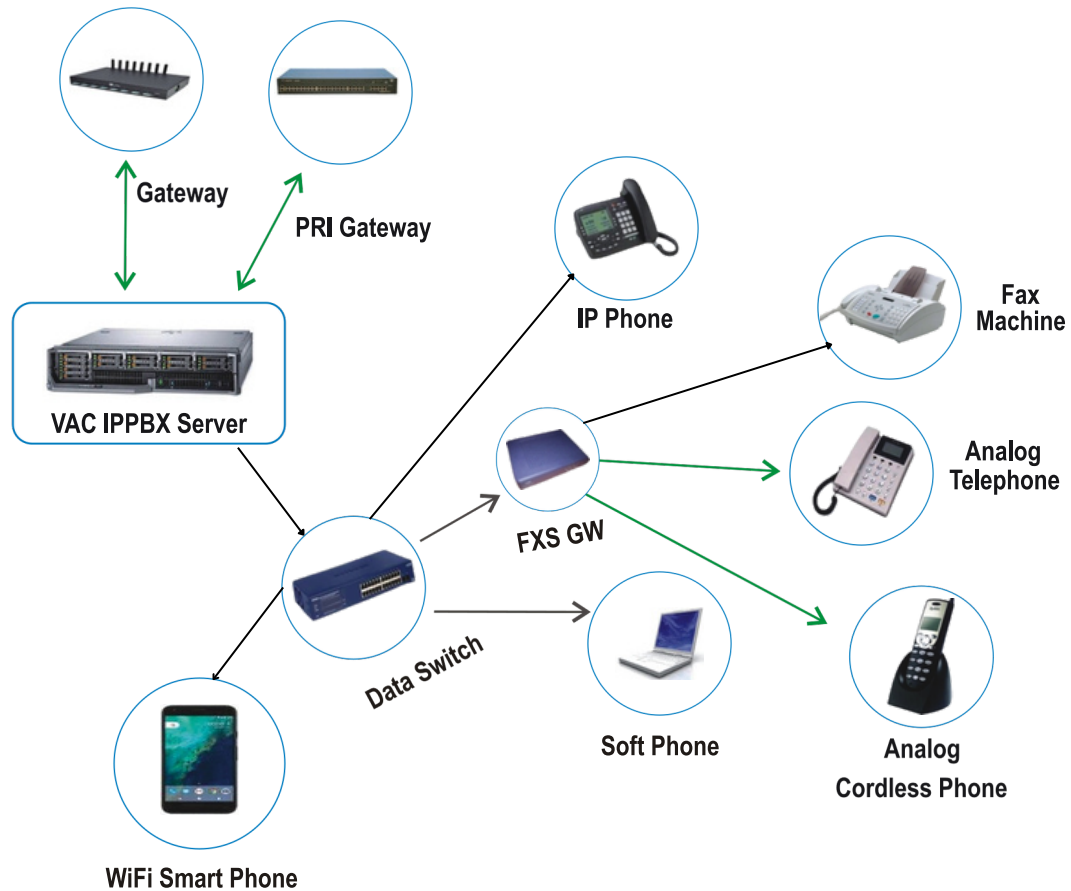 Gateway
PRI Gateway
IP Phone
Fax
Machine
VAC IPPBX Server
Analog
Telephone
FXS GW
Data Switch
Soft Phone
Analog
Cordless Phone
WiFi Smart Phone